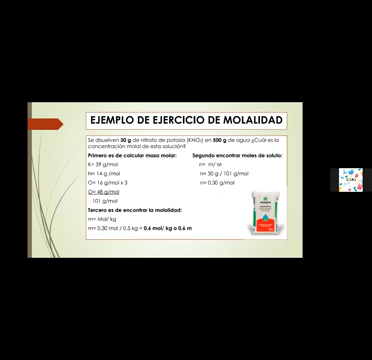 EJEMPLO DE EJERCICIO DE MOLALIDAD
Se disuelven 30 g de nitrato de potasio (KNO₃) en 500 g de agua ¿Cuál es la
concentración molal de esta solución?
Primero es de calcular masa molar:
K= 39 g/mol
N= 14 g /mol
O= 16 g/mol x 3
O= 48 g/mol
101 g/mol
Segundo encontrar moles de soluto:
n= m/ M
n= 30 g / 101 g/mol
n= 0.30 g/mol
Tercero es de encontrar la molalidad:
m= Mol/ kg
m= 0.30 mol / 0.5 kg = 0.6 mol/ kg o 0.6 m